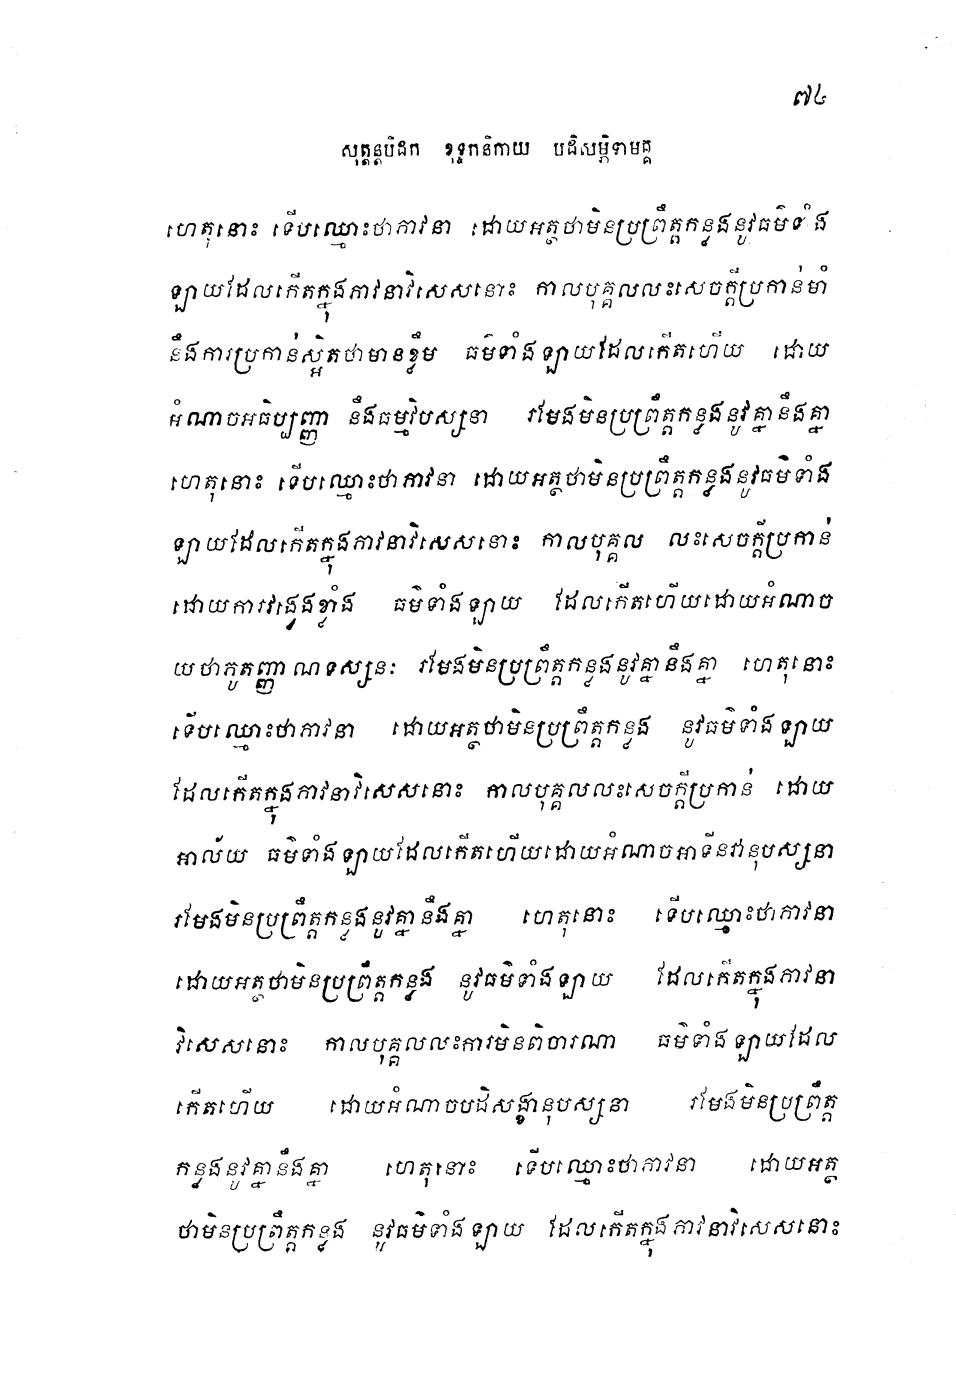 ៧៤
សុត្តន្តបិដក ខុទ្ទកនិកាយ បដិសម្ភិទាមគ្គ
ហេតុនោះ ទើបឈ្មោះថាភាវនា ដោយអត្ថថាមិនប្រព្រឹត្តកន្លងនូវធម៌ទាំង
ឡាយដែលកើតក្នុងភាវនាវិសេសនោះ កាលបុគ្គលលះសេចក្តីប្រកាន់មាំ
នឹងការប្រកាន់ស្អិតថាមានខ្លឹម ធម៌ទាំងឡាយដែលកើតហើយ ដោយ
អំណាចអធិប្បញ្ញា នឹងធម្មវិបស្សនា រមែងមិនប្រព្រឹត្តកន្លងនូវគ្នានឹងគ្នា
ហេតុនោះ ទើបឈ្មោះថាភាវនា ដោយអត្ថថាមិនប្រព្រឹត្តកន្លងនូវធម៌ទាំង
ឡាយដែលកើតក្នុងភាវនាវិសេសនោះ កាលបុគ្គល លះសេចក្តីប្រកាន់
ដោយការវង្វេងខ្លាំង ធម៌ទាំងឡាយ ដែលកើតហើយដោយអំណាច
យថាភូតញ្ញាណទស្សនៈ រមែងមិនប្រព្រឹត្តកន្លងនូវគ្នានឹងគ្នា ហេតុនោះ
ទើបឈ្មោះថាភាវនា ដោយអត្ថថាមិនប្រព្រឹត្តកន្លង នូវធម៌ទាំងឡាយ
ដែលកើតក្នុងភាវនាវិសេសនោះ កាលបុគ្គលលះសេចក្តីប្រកាន់ ដោយ
អាល័យ ធម៌ទាំងឡាយដែលកើតហើយដោយអំណាចអាទីនវានុបស្សនា
រមែងមិនប្រព្រឹត្តកន្លងនូវគ្នានឹងគ្នា ហេតុនោះ ទើបឈ្មោះថាភាវនា
ដោយអត្ថថាមិនប្រព្រឹត្តកន្លង នូវធម៌ទាំងឡាយ ដែលកើតក្នុងភាវនា
វិសេសនោះ កាលបុគ្គលលះការមិនពិចារណា ធម៌ទាំងឡាយដែល
កើតហើយ ដោយអំណាចបដិសង្ខានុបស្សនា រមែងមិនប្រព្រឹត្ត
កន្លងនូវគ្នានឹងគ្នា ហេតុនោះ ទើបឈ្មោះថាភាវនា ដោយអត្ថ
ថាមិនប្រព្រឹត្តកន្លង នូវធម៌ទាំងឡាយ ដែលកើតក្នុងភាវនាវិសេសនោះ